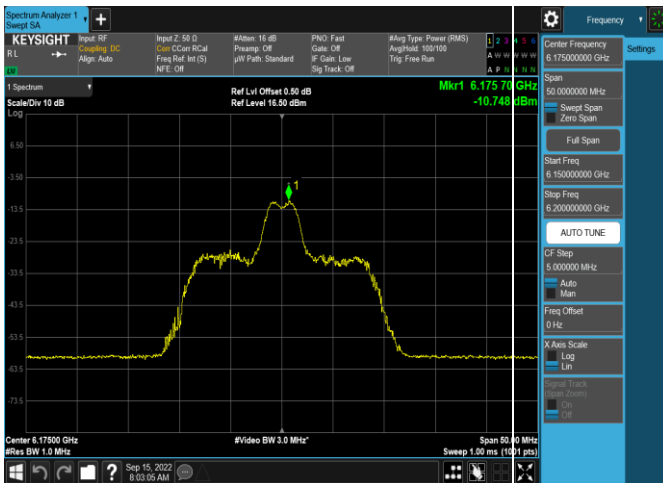 Spectrum Analyzer 1
Swept SA
+
Frequency
KEYSIGHT
RL
Input: RF
Coupling: DC
Align: Auto
Input Z: 50 Ω
Corr CCorr RCal
Freq Ref: Int (S)
NFE: Off
#Atten: 16 dB
Preamp: Off
µW Path: Standard
PNO: Fast
Gate: Off
IF Gain: Low
Sig Track: Off
#Avg Type: Power (RMS)
Avg|Hold: 100/100
Trig: Free Run
1 2 3 4 5 6
A W W W W W
A P N N N N
1 Spectrum
Scale/Div 10 dB
Log
Ref Lvl Offset 0.50 dB
Ref Level 16.50 dBm
Mkr1 6.175 70 GHz
-10.748 dBm
6.50
-3.50
-13.5
-23.5
-33.5
-43.5
-53.5
-63.5
-73.5
1
Center 6.17500 GHz
#Res BW 1.0 MHz
#Video BW 3.0 MHz*
Span 50.00 MHz
Sweep 1.00 ms (1001 pts)
Sep 15, 2022
8:03:05 AM
?
Center Frequency
6.175000000 GHz
Settings
Span
50.0000000 MHz
Swept Span
Zero Span
Full Span
Start Freq
6.150000000 GHz
Stop Freq
6.200000000 GHz
AUTO TUNE
CF Step
5.000000 MHz
Auto
Man
Freq Offset
0 Hz
X Axis Scale
Log
Lin
Signal Track
(Span Zoom)
On
Off